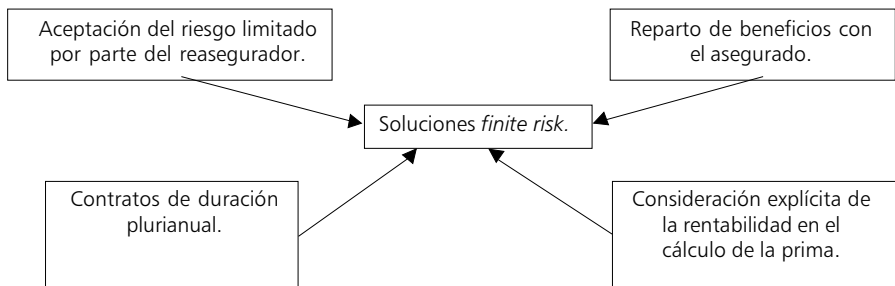 Aceptación del riesgo limitado
por parte del reasegurador.
Reparto de beneficios con
el asegurado.
Soluciones finite risk.
Contratos de duración
plurianual.
Consideración explícita de
la rentabilidad en el
cálculo de la prima.